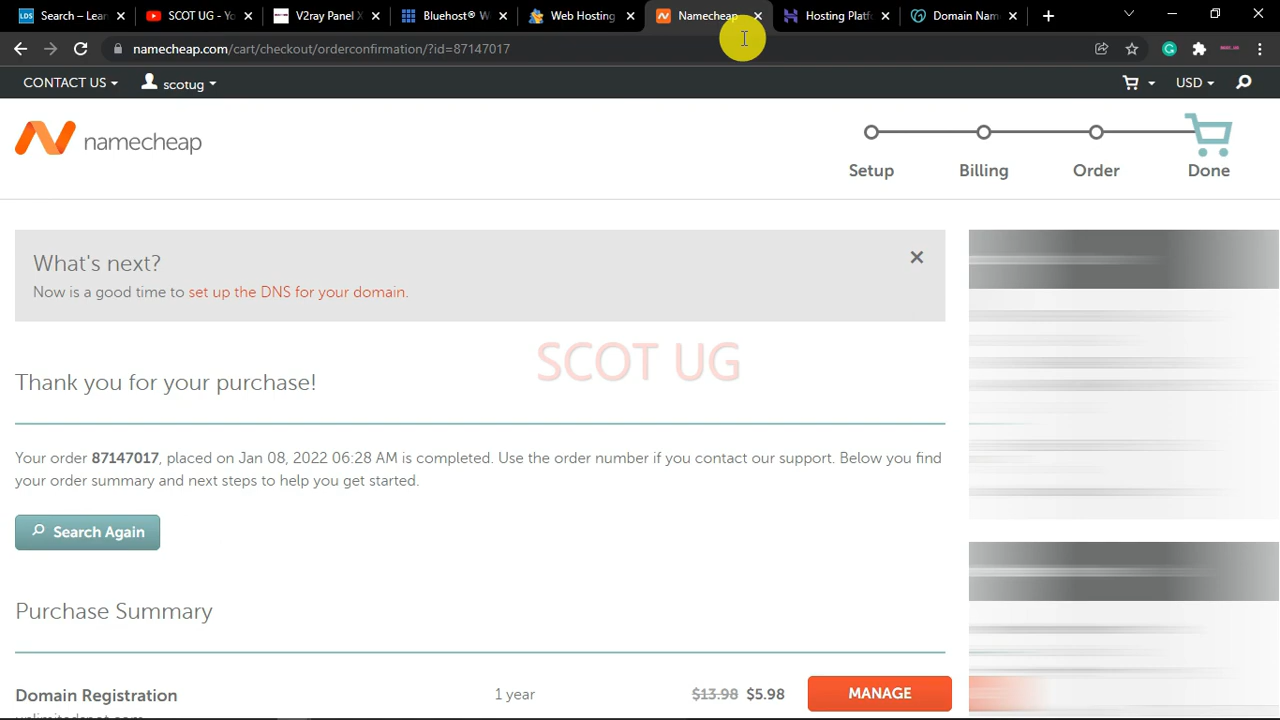 Search – Lear
SCOT UG - Yo
V2ray Panel X
Bluehost® W
Web Hosting
Namecheap
Hosting Platf
Domain Nam
namecheap.com/cart/checkout/orderconfirmation/?id=87147017
CONTACT US
scotug
USD
namecheap
Setup
Billing
Order
Done
What's next?
Now is a good time to set up the DNS for your domain.
SCOT UG
Thank you for your purchase!
Your order 87147017, placed on Jan 08, 2022 06:28 AM is completed. Use the order number if you contact our support. Below you find
your order summary and next steps to help you get started.
Search Again
Purchase Summary
Domain Registration
1 year
$13.98 $5.98
MANAGE